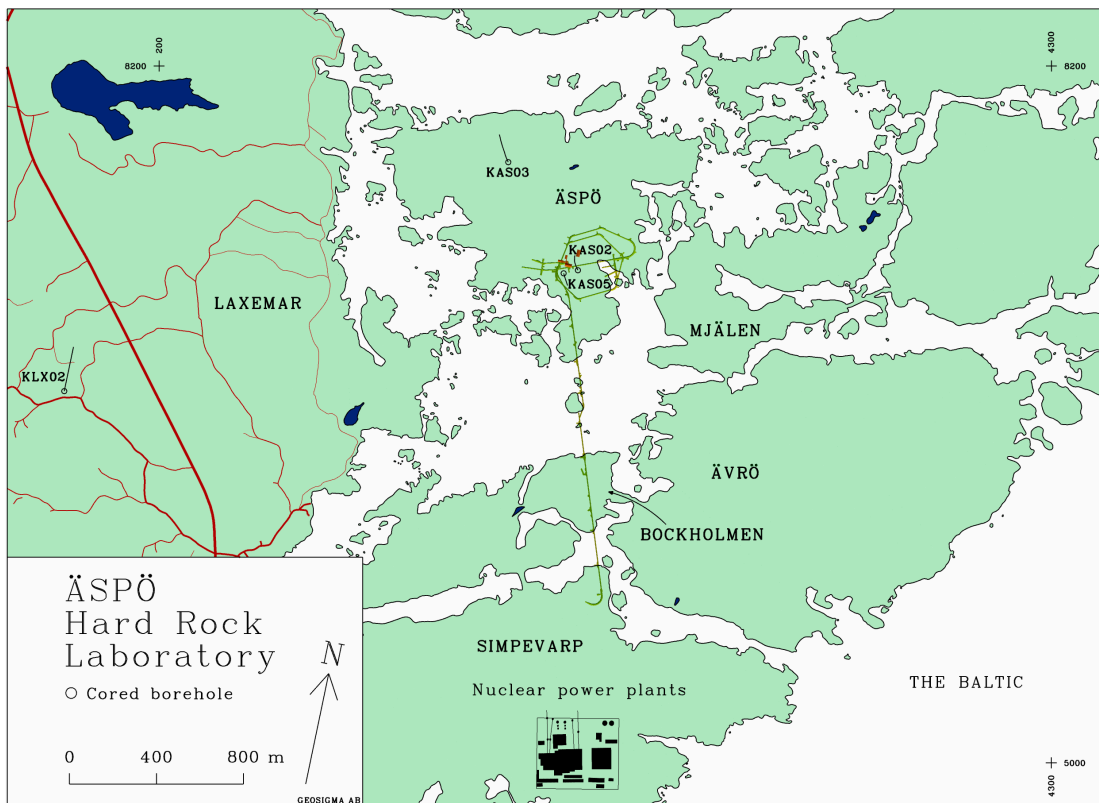 200
8200
4300
8200
KAS03
ÄSPÖ
KAS02
KAS05
LAXEMAR
MJÄLEN
KLX02
ÄVRÖ
BOCKHOLMEN
ÄSPÖ
Hard Rock
Laboratory
N
Cored borehole
0 400 800 m
GEOSIGMA AB
SIMPEVARP
Nuclear power plants
THE BALTIC
5000
4300